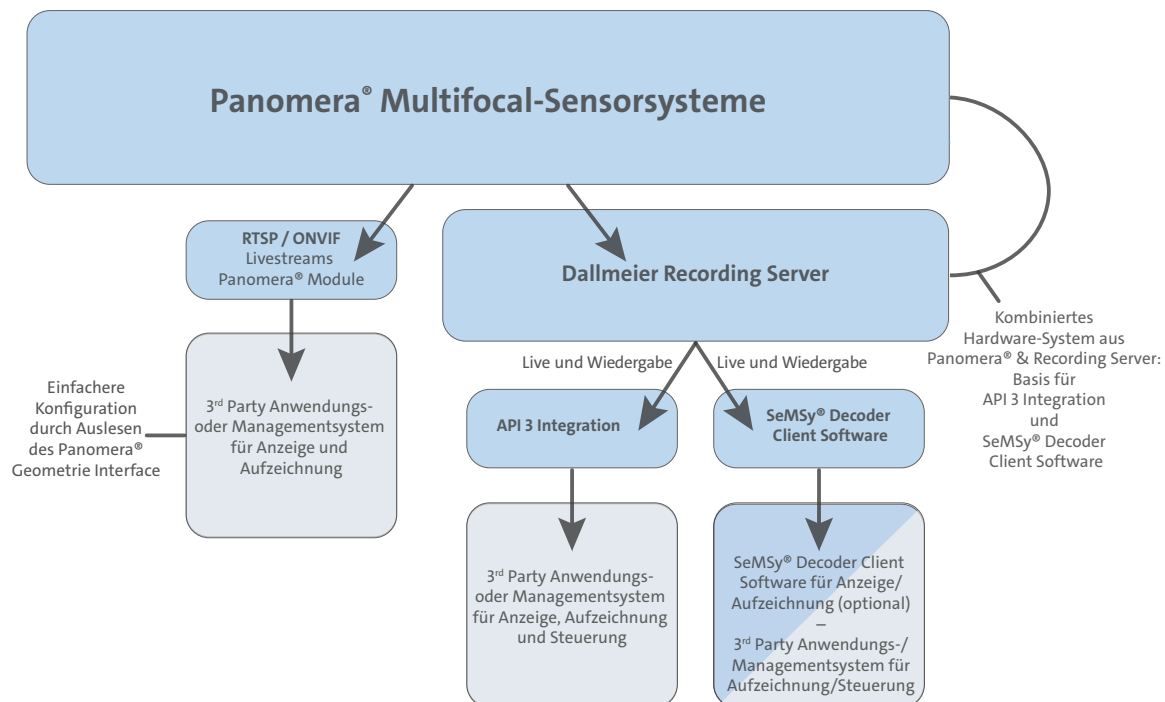 Panomera® Multifocal-Sensorsysteme
RTSP / ONVIF
Livestreams
Panomera® Module
Dallmeier Recording Server
Kombiniertes
Hardware-System aus
Panomera® & Recording Server:
Basis für
API 3 Integration
und
SeMSy® Decoder
Client Software
Einfachere
Konfiguration
durch Auslesen
des Panomera®
Geometrie Interface
3rd Party Anwendungs-
oder Managementsystem
für Anzeige und
Aufzeichnung
Live und Wiedergabe
Live und Wiedergabe
API 3 Integration
SeMSy® Decoder
Client Software
3rd Party Anwendungs-
oder Managementsystem
für Anzeige, Aufzeichnung
und Steuerung
SeMSy® Decoder Client
Software für Anzeige/
Aufzeichnung (optional)
–
3rd Party Anwendungs-/
Managementsystem für
Aufzeichnung/Steuerung